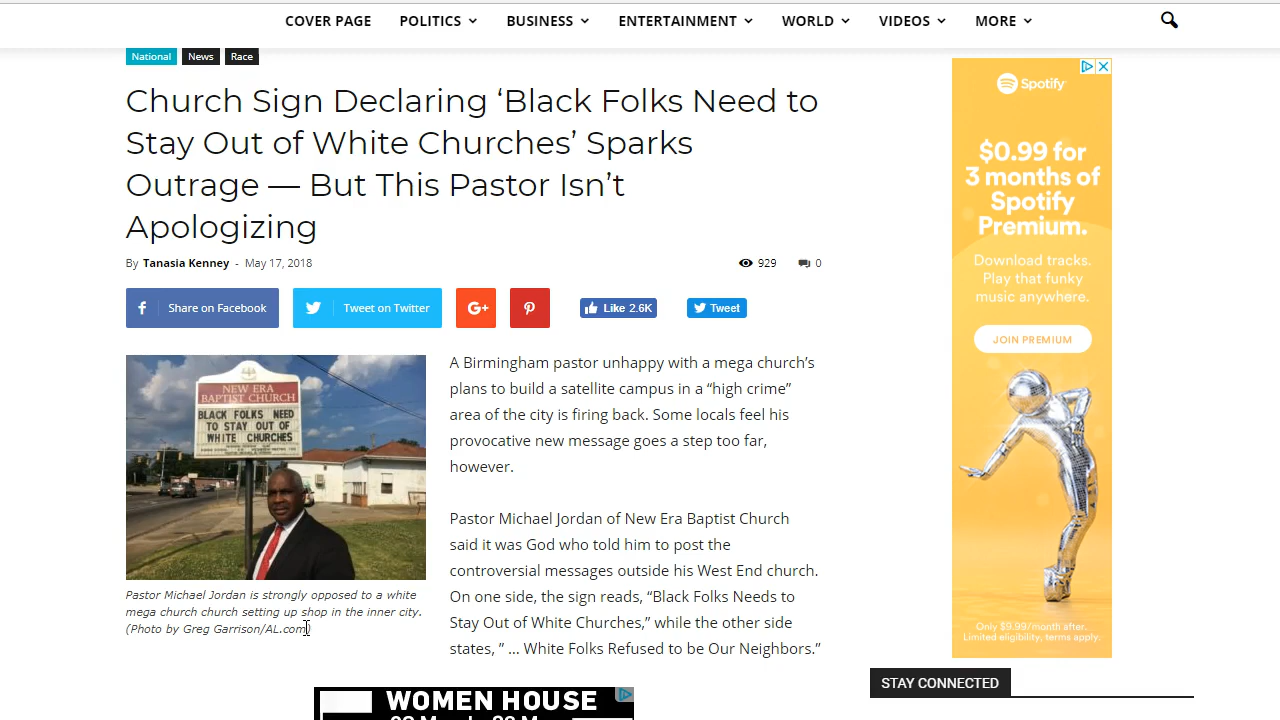 COVER PAGE POLITICS BUSINESS ENTERTAINMENT WORLD VIDEOS MORE
National News Race
Church Sign Declaring ‘Black Folks Need to
Stay Out of White Churches’ Sparks
Outrage — But This Pastor Isn’t
Apologizing
By Tanasia Kenney - May 17, 2018 929 0
Share on Facebook Tweet on Twitter G+ Like 2.6K Tweet
NEW ERA
BAPTIST CHURCH
BLACK FOLKS NEED
TO STAY OUT OF
WHITE CHURCHES
Pastor Michael Jordan is strongly opposed to a white
mega church church setting up shop in the inner city.
(Photo by Greg Garrison/AL.com)
A Birmingham pastor unhappy with a mega church’s
plans to build a satellite campus in a “high crime”
area of the city is firing back. Some locals feel his
provocative new message goes a step too far,
however.
Pastor Michael Jordan of New Era Baptist Church
said it was God who told him to post the
controversial messages outside his West End church.
On one side, the sign reads, “Black Folks Needs to
Stay Out of White Churches,” while the other side
states, ” ... White Folks Refused to be Our Neighbors.”
WOMEN HOUSE
Spotify
$0.99 for
3 months of
Spotify
Premium.
Download tracks.
Play that funky
music anywhere.
JOIN PREMIUM
Only $9.99/month after.
Limited eligibility, terms apply.
STAY CONNECTED